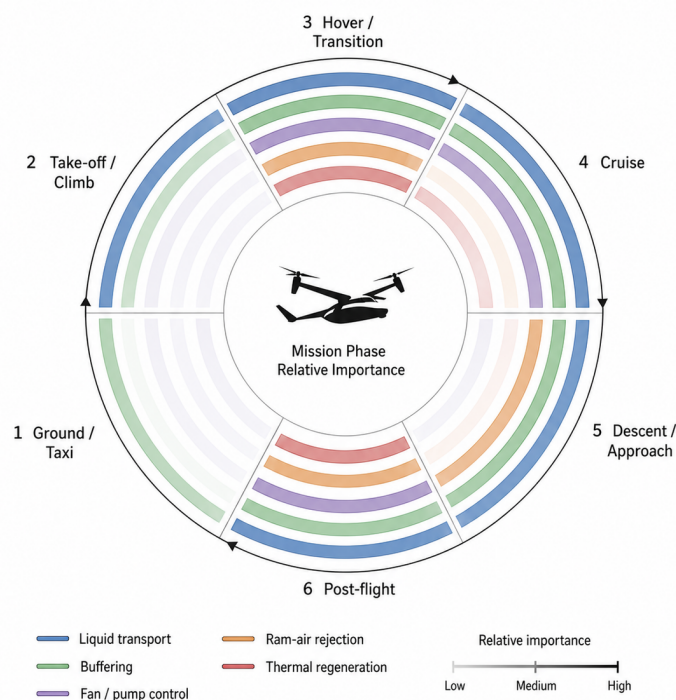 3 Hover /
Transition
2 Take-off /
Climb
4 Cruise
Mission Phase
Relative Importance
1 Ground /
Taxi
5 Descent /
Approach
6 Post-flight
Liquid transport
Ram-air rejection
Relative importance
Buffering
Thermal regeneration
Low
Medium
High
Fan / pump control